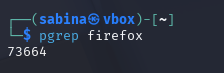 ┌──(sabina㉿vbox)-[~]
└─$ pgrep firefox
73664